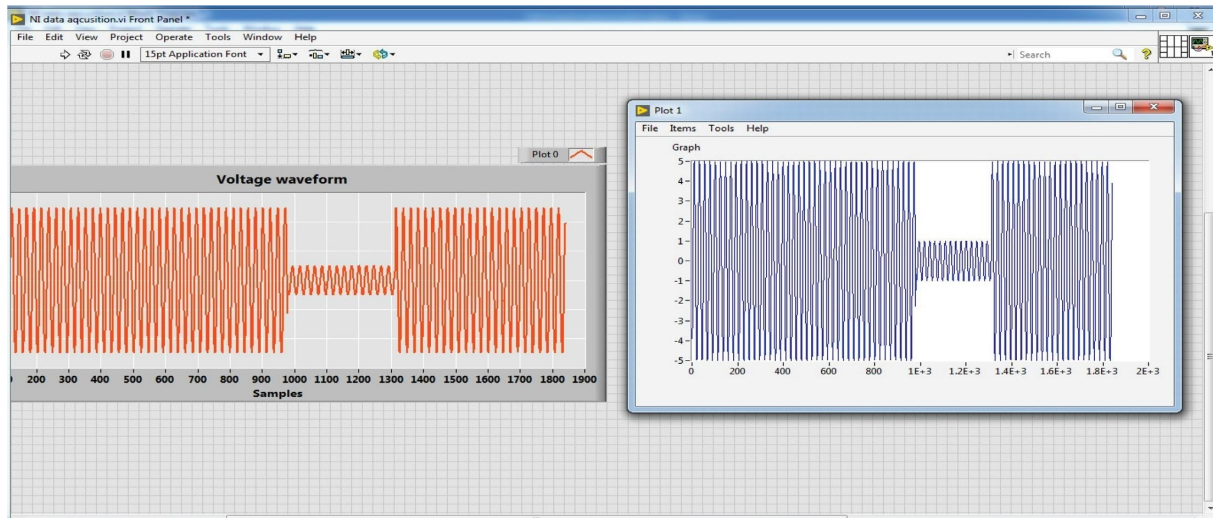 NI data aqcusition.vi Front Panel *
File Edit View Project Operate Tools Window Help
15pt Application Font
Search
Plot 0
Voltage waveform
200 300 400 500 600 700 800 900 1000 1100 1200 1300 1400 1500 1600 1700 1800 1900
Samples
Plot 1
File Items Tools Help
Graph
5
4
3
2
1
0
-1
-2
-3
-4
-5
0 200 400 600 800 1E+3 1.2E+3 1.4E+3 1.6E+3 1.8E+3 2E+3